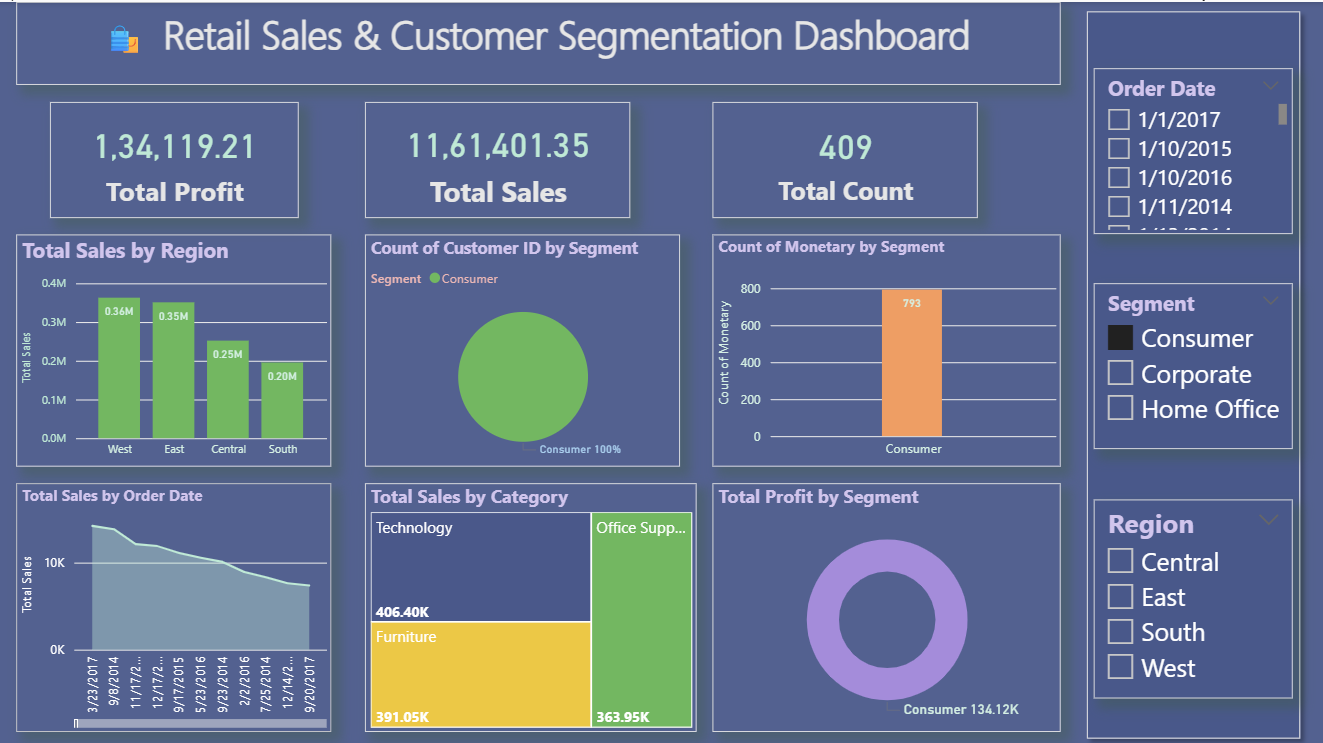 Retail Sales & Customer Segmentation Dashboard
1,34,119.21
Total Profit
11,61,401.35
Total Sales
409
Total Count
Total Sales by Region
Total Sales
0.4M
0.3M
0.2M
0.1M
0.0M
0.36M
0.35M
0.25M
0.20M
West
East
Central
South
Count of Customer ID by Segment
Segment Consumer
Consumer 100%
Count of Monetary by Segment
Count of Monetary
800
600
400
200
0
793
Consumer
Total Sales by Order Date
Total Sales
10K
0K
3/23/2017
9/8/2014
11/17/2...
12/17/2...
9/17/2015
5/23/2016
9/23/2014
2/2/2016
7/25/2014
12/14/2...
9/20/2017
Total Sales by Category
Technology
406.40K
Furniture
391.05K
Office Supp...
363.95K
Total Profit by Segment
Consumer 134.12K
Order Date
1/1/2017
1/10/2015
1/10/2016
1/11/2014
Segment
Consumer
Corporate
Home Office
Region
Central
East
South
West